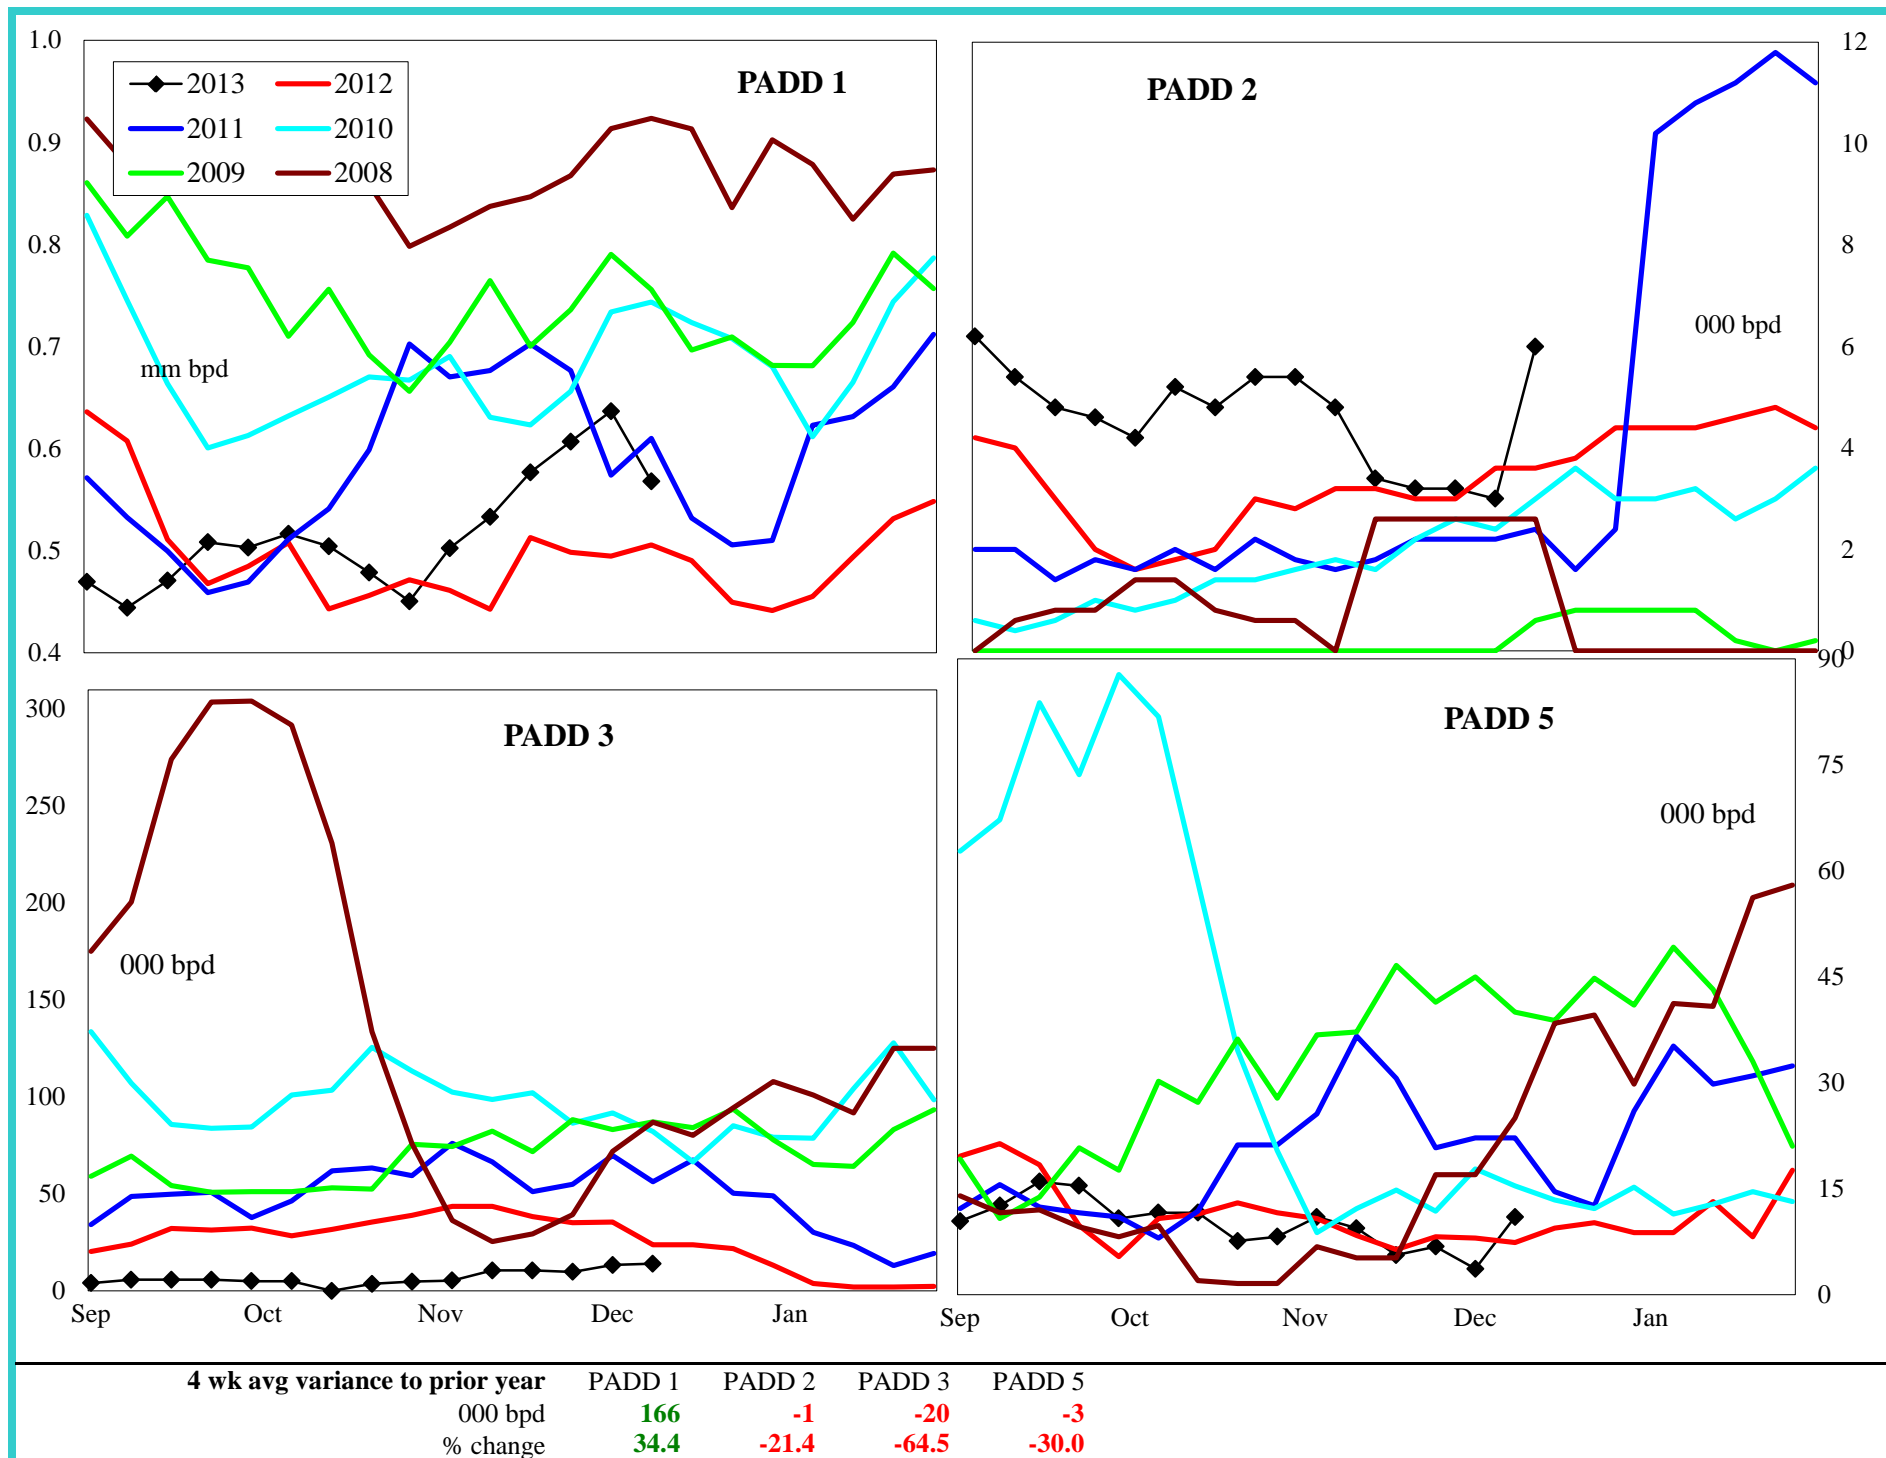 1.0
0.9
0.8
0.7
0.6
0.5
0.4
2013 2012
2011 2010
2009 2008
PADD 1
mm bpd
PADD 2
000 bpd
12
10
8
6
4
2
0
300
250
200
150
100
50
0
PADD 3
000 bpd
Sep Oct Nov Dec Jan
PADD 5
000 bpd
90
75
60
45
30
15
0
Sep Oct Nov Dec Jan
4 wk avg variance to prior year PADD 1 PADD 2 PADD 3 PADD 5
000 bpd 166 -1 -20 -3
% change 34.4 -21.4 -64.5 -30.0